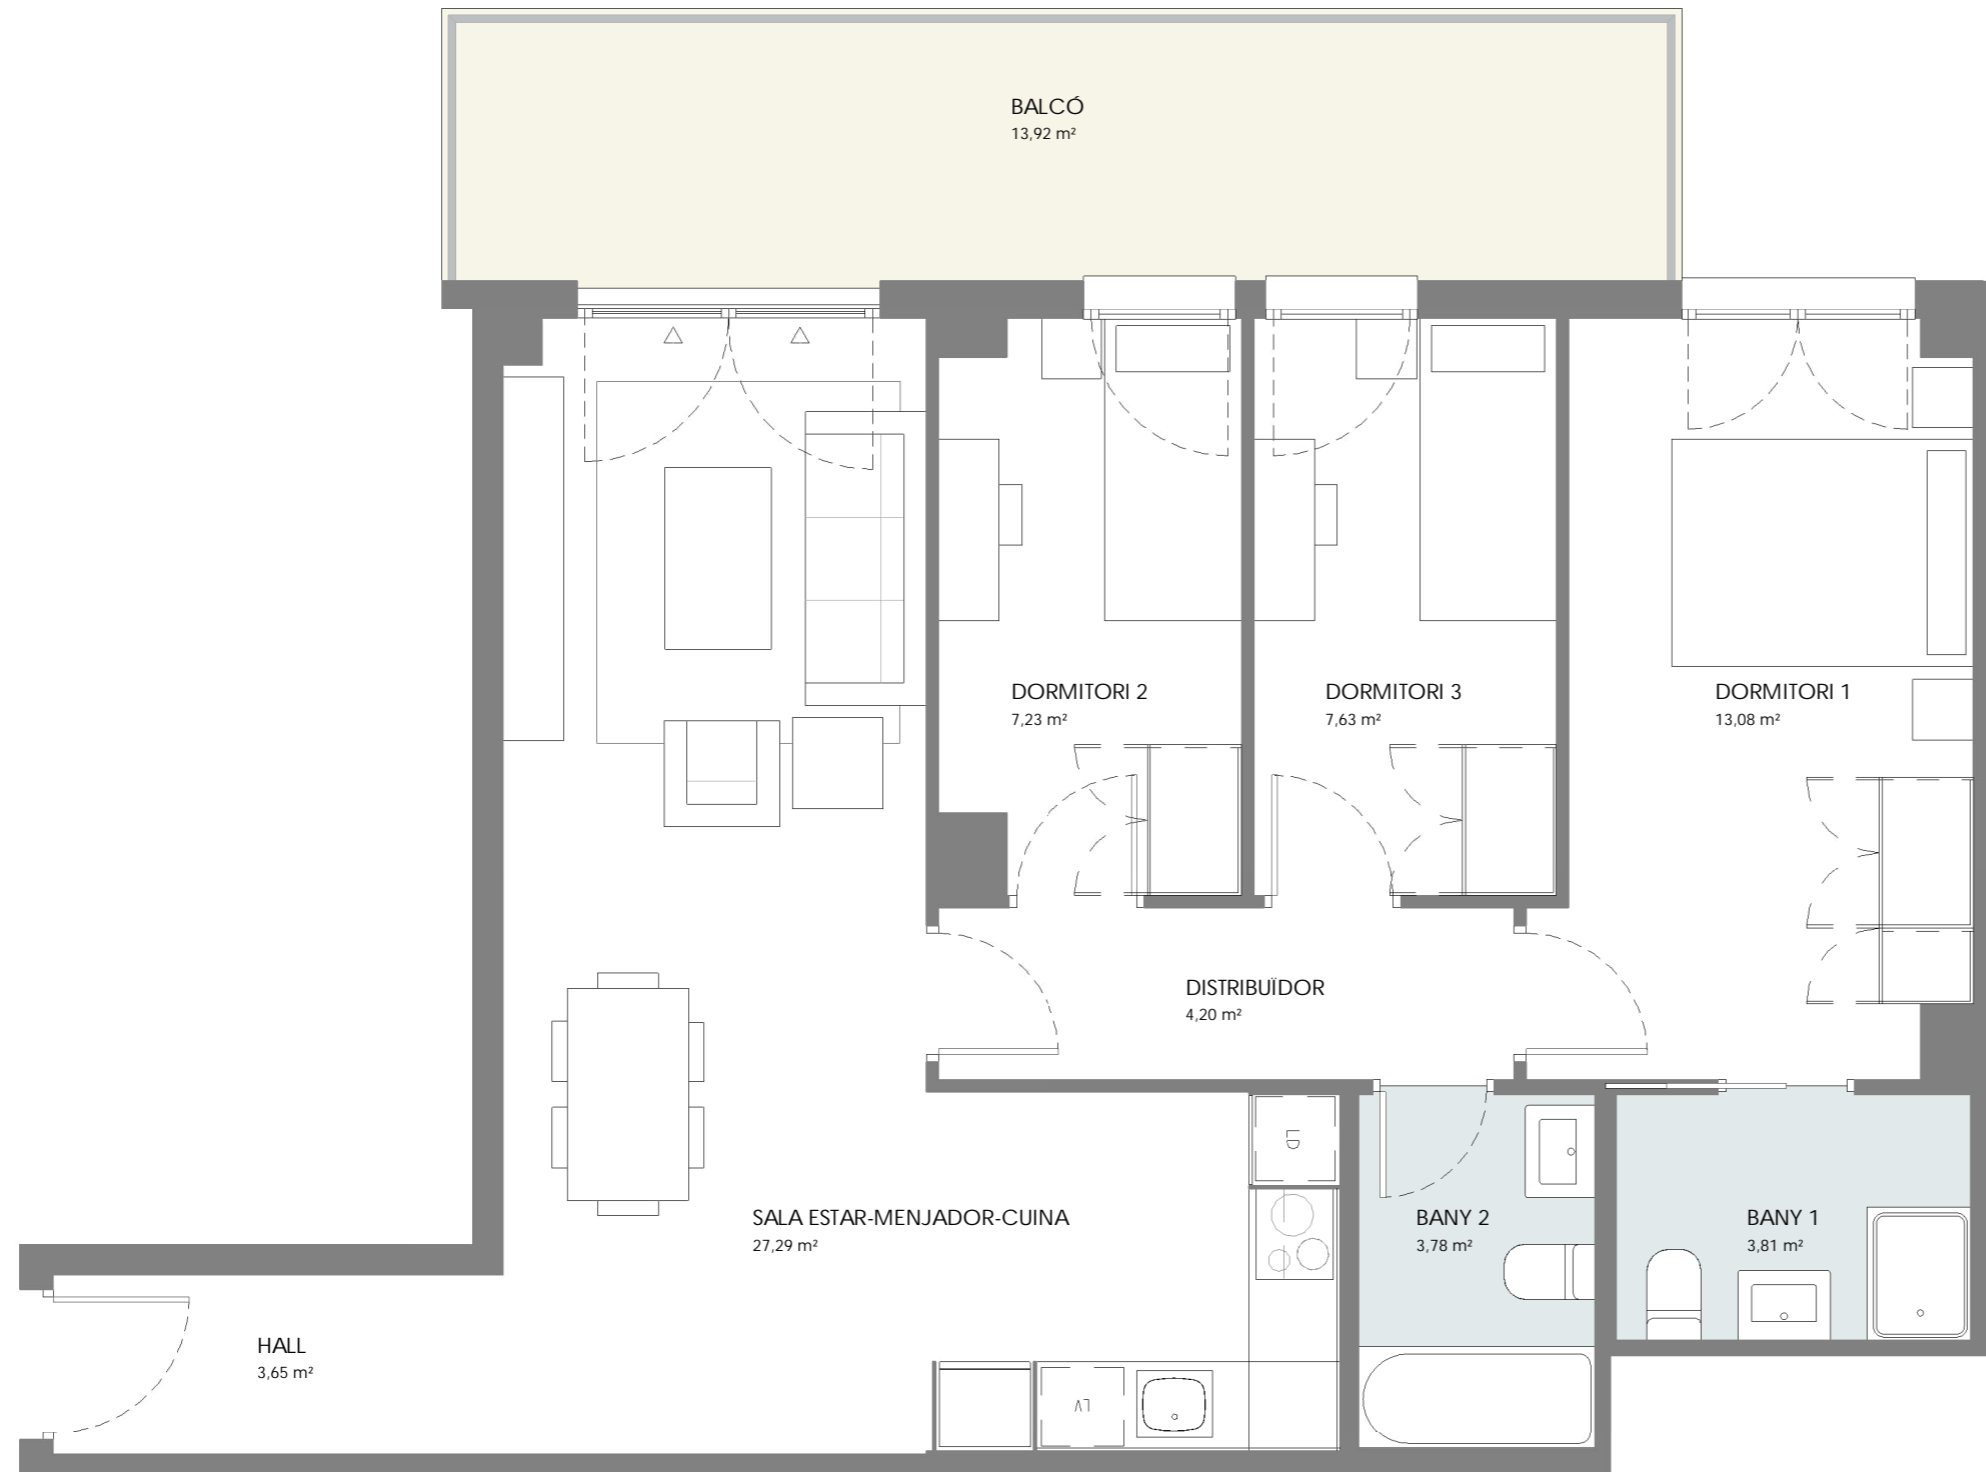 BALCÓ
13,92 m²
DORMITORI 2
7,23 m²
DORMITORI 3
7,63 m²
DORMITORI 1
13,08 m²
DISTRIBUÏDOR
4,20 m²
LD
SALA ESTAR-MENJADOR-CUINA
27,29 m²
BANY 2
3,78 m²
BANY 1
3,81 m²
HALL
3,65 m²
LV